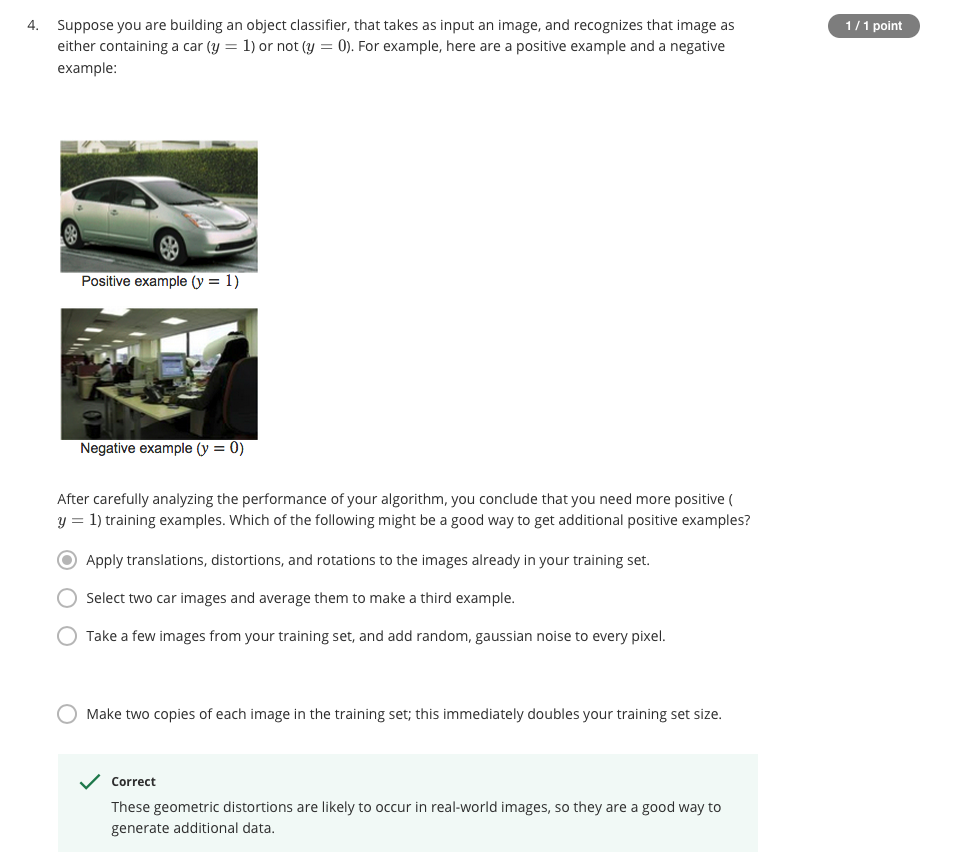 4. Suppose you are building an object classifier, that takes as input an image, and recognizes that image as
1 / 1 point
either containing a car (y = 1) or not (y = 0). For example, here are a positive example and a negative
example:
Positive example (y = 1)
Negative example (y = 0)
After carefully analyzing the performance of your algorithm, you conclude that you need more positive (
y = 1) training examples. Which of the following might be a good way to get additional positive examples?
Apply translations, distortions, and rotations to the images already in your training set.
Select two car images and average them to make a third example.
Take a few images from your training set, and add random, gaussian noise to every pixel.
Make two copies of each image in the training set; this immediately doubles your training set size.
Correct
These geometric distortions are likely to occur in real-world images, so they are a good way to
generate additional data.